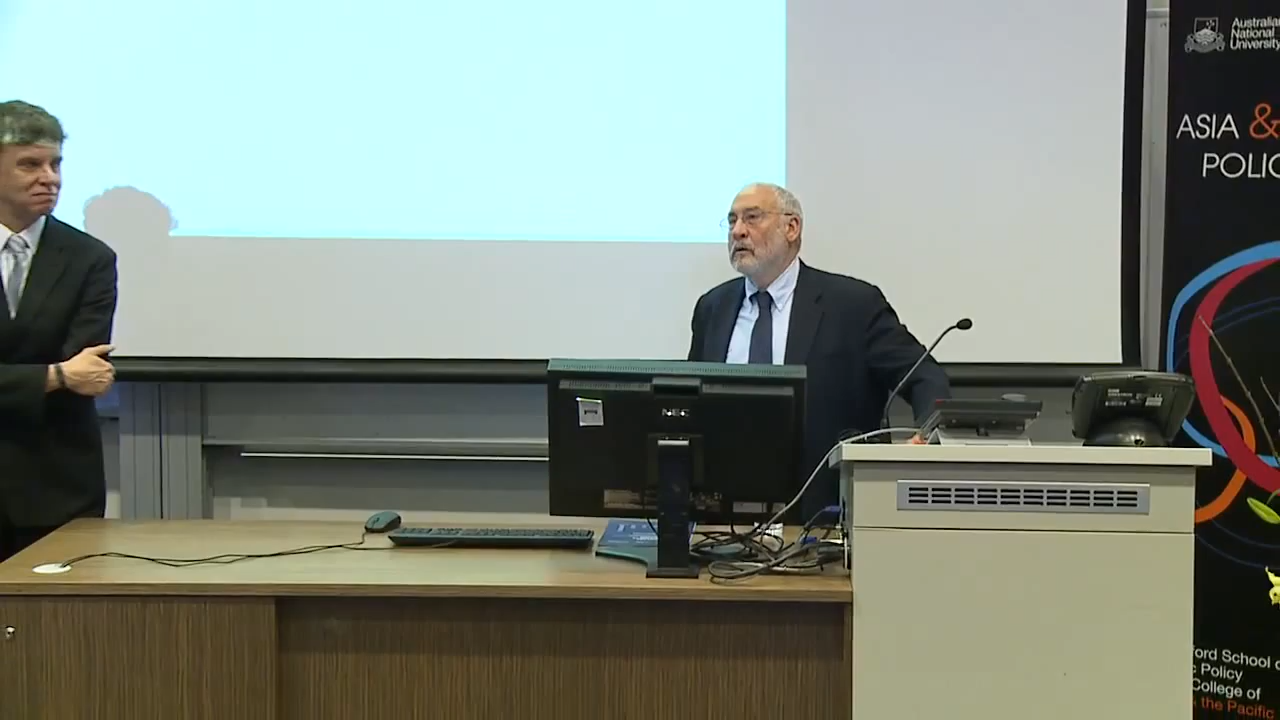 Australian
National
University
ASIA &
POLIC
NEC
ford School o
c Policy
College of
the Pacific